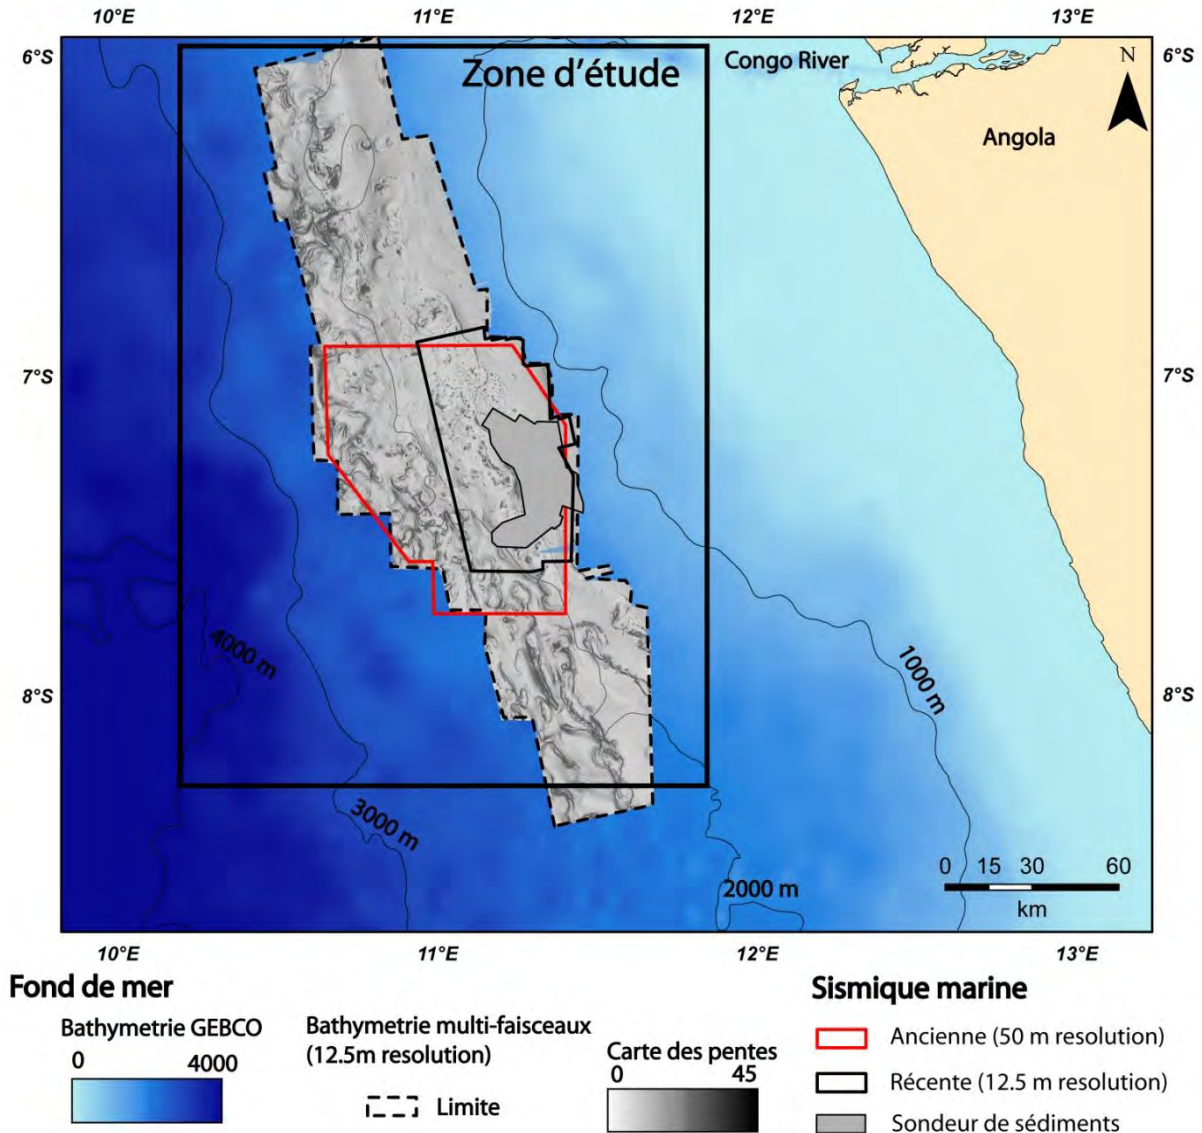 10°E 11°E 12°E 13°E
6°S 6°S
Zone d'étude
Congo River
N
Angola
7°S 7°S
4000 m
8°S 8°S
1000 m
3000 m
2000 m
0 15 30 60
km
10°E 11°E 12°E 13°E
Fond de mer
Bathymetrie GEBCO
0 4000
Bathymetrie multi-faisceaux
(12.5m resolution)
Limite
Carte des pentes
0 45
Sismique marine
Ancienne (50 m resolution)
Récente (12.5 m resolution)
Sondeur de sédiments